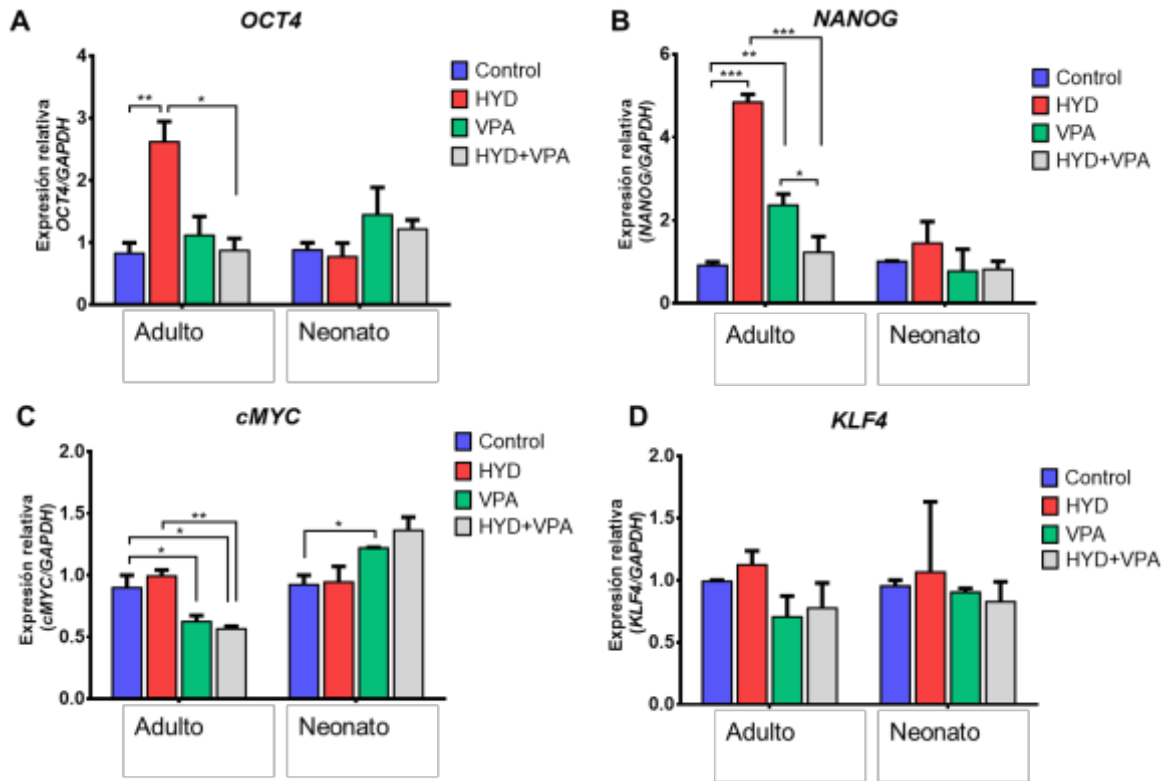 A
OCT4
Expresión relativa
OCT4/GAPDH
4
3
2
1
0
**
*
Control
HYD
VPA
HYD+VPA
Adulto
Neonato
B
NANOG
Expresión relativa
(NANOG/GAPDH)
6
4
2
0
***
**
***
*
Control
HYD
VPA
HYD+VPA
Adulto
Neonato
C
cMYC
Expresión relativa
(cMYC/GAPDH)
2.0
1.5
1.0
0.5
0.0
**
*
*
*
Control
HYD
VPA
HYD+VPA
Adulto
Neonato
D
KLF4
Expresión relativa
(KLF4/GAPDH)
2.0
1.5
1.0
0.5
0.0
Control
HYD
VPA
HYD+VPA
Adulto
Neonato